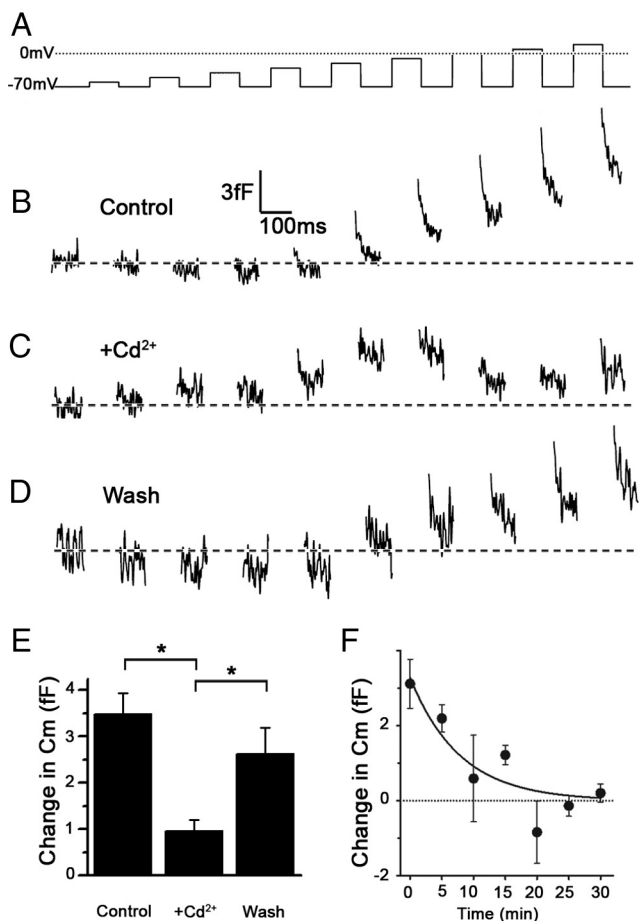 A
0mV
-70mV
B
Control
3fF
100ms
C
+Cd²⁺
D
Wash
E
*
*
Change in Cm (fF)
4
3
2
1
0
Control
+Cd²⁺
Wash
F
Change in Cm (fF)
2
0
-2
0 5 10 15 20 25 30
Time (min)